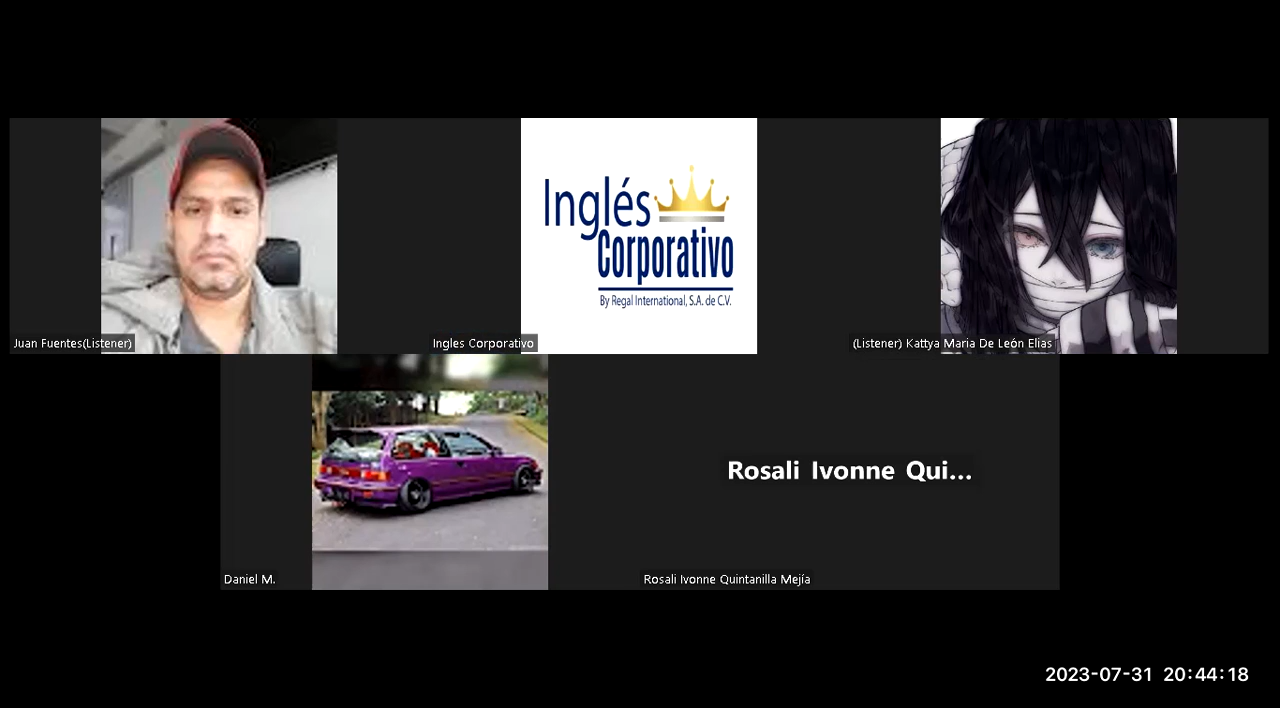 Inglés
Corporativo
By Regal International, S.A. de C.V.
Juan Fuentes(Listener)
Ingles Corporativo
(Listener) Kattya Maria De León Elias
Rosali Ivonne Qui...
Daniel M.
Rosali Ivonne Quintanilla Mejía
2023-07-31 20:44:18